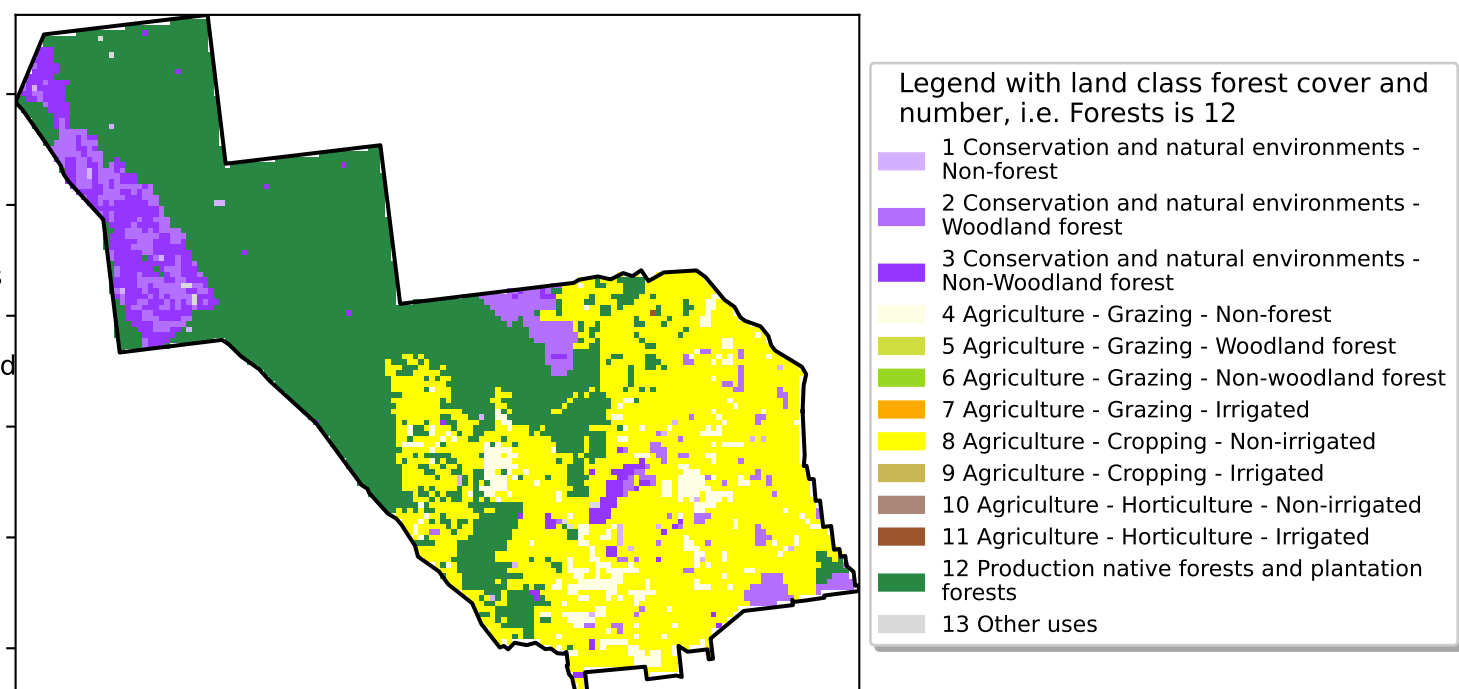 Legend with land class forest cover and
number, i.e. Forests is 12
1 Conservation and natural environments -
Non-forest
2 Conservation and natural environments -
Woodland forest
3 Conservation and natural environments -
Non-Woodland forest
4 Agriculture - Grazing - Non-forest
5 Agriculture - Grazing - Woodland forest
6 Agriculture - Grazing - Non-woodland forest
7 Agriculture - Grazing - Irrigated
8 Agriculture - Cropping - Non-irrigated
9 Agriculture - Cropping - Irrigated
10 Agriculture - Horticulture - Non-irrigated
11 Agriculture - Horticulture - Irrigated
12 Production native forests and plantation
forests
13 Other uses